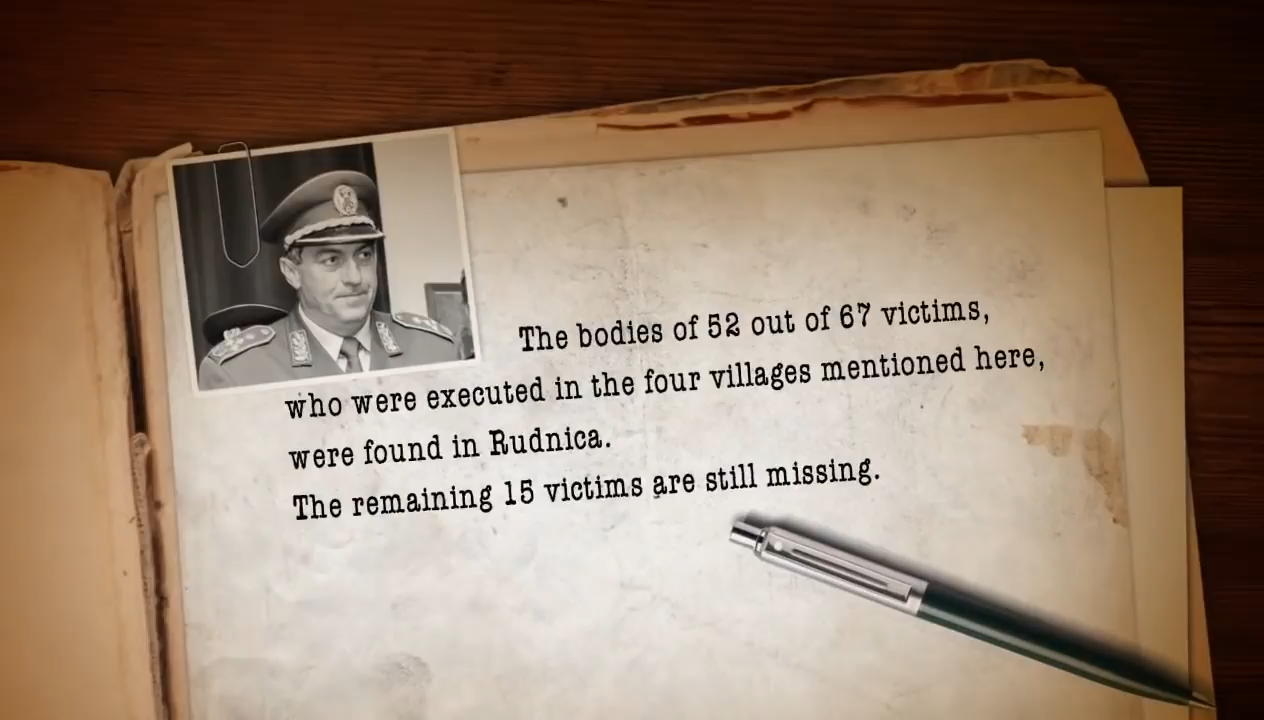 The bodies of 52 out of 67 victims,
who were executed in the four villages mentioned here,
were found in Rudnica.
The remaining 15 victims are still missing.